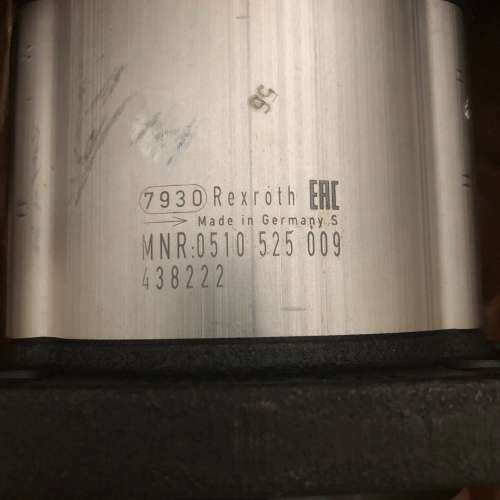 56
7930 Rexroth EAC
Made in Germany S
MNR:0510 525 009
438222